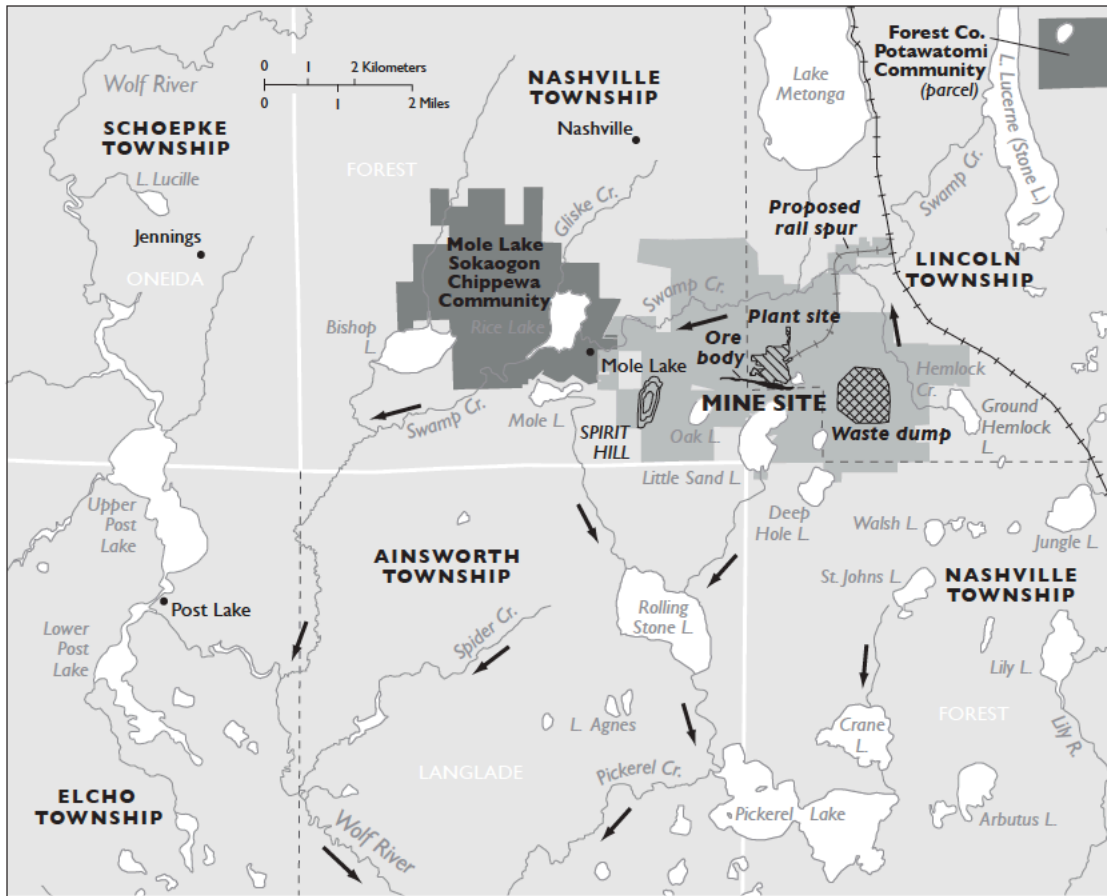 Wolf River
SCHOEPKE
TOWNSHIP
L. Lucille
Jennings
ONEIDA
0 1 2 Kilometers
0 1 2 Miles
FOREST
NASHVILLE
TOWNSHIP
Nashville
Lake
Metonga
Forest Co.
Potawatomi
Community
(parcel)
L. Lucerne (Stone L.)
Swamp Cr.
Gliske Cr.
Mole Lake
Sokaogon
Chippewa
Community
Rice Lake
Bishop
L.
Proposed
rail spur
LINCOLN
TOWNSHIP
Swamp Cr.
Plant site
Ore
body
Mole Lake
MINE SITE
Hemlock
Cr.
Swamp Cr.
Mole L.
SPIRIT
HILL
Oak L.
Waste dump
Ground
Hemlock
L.
Little Sand L.
Deep
Hole L.
Walsh L.
Jungle L.
Upper
Post
Lake
AINSWORTH
TOWNSHIP
St. Johns L.
NASHVILLE
TOWNSHIP
Post Lake
Rolling
Stone L.
Spider Cr.
Lower
Post
Lake
Lily L.
L. Agnes
Crane
L.
FOREST
Lily R.
LANGLADE
Pickerel Cr.
ELCHO
TOWNSHIP
Wolf River
Pickerel Lake
Arbutus L.